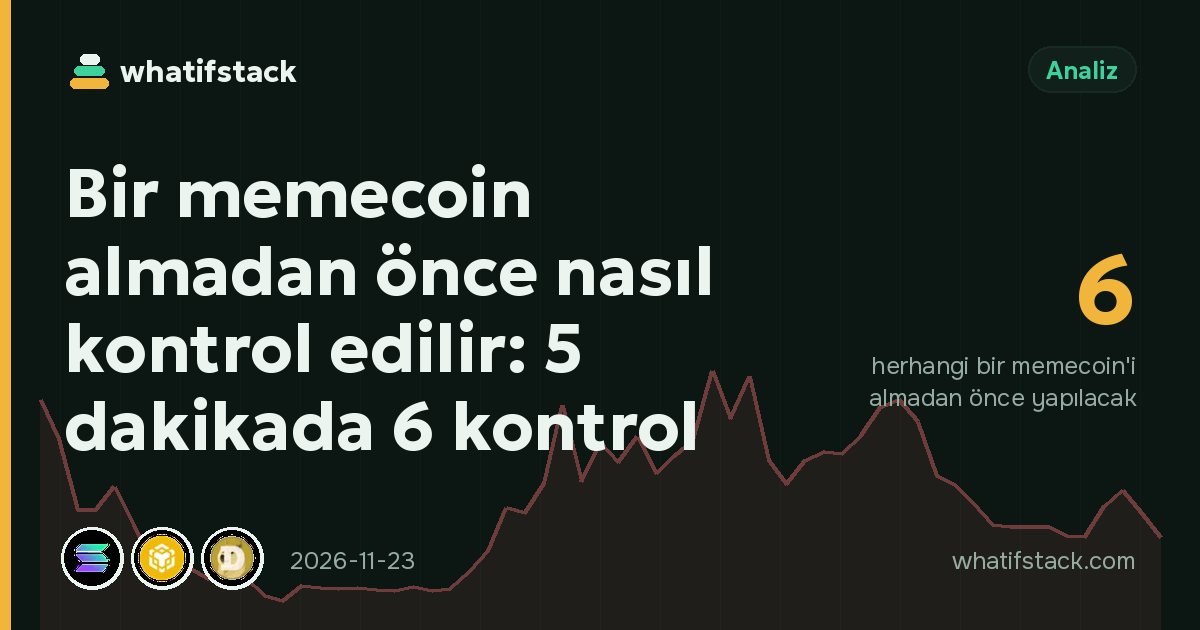 whatifstack
Analiz
Bir memecoin
almadan önce nasıl
kontrol edilir: 5
dakikada 6 kontrol
6
herhangi bir memecoin'i
almadan önce yapılacak
2026-11-23
whatifstack.com